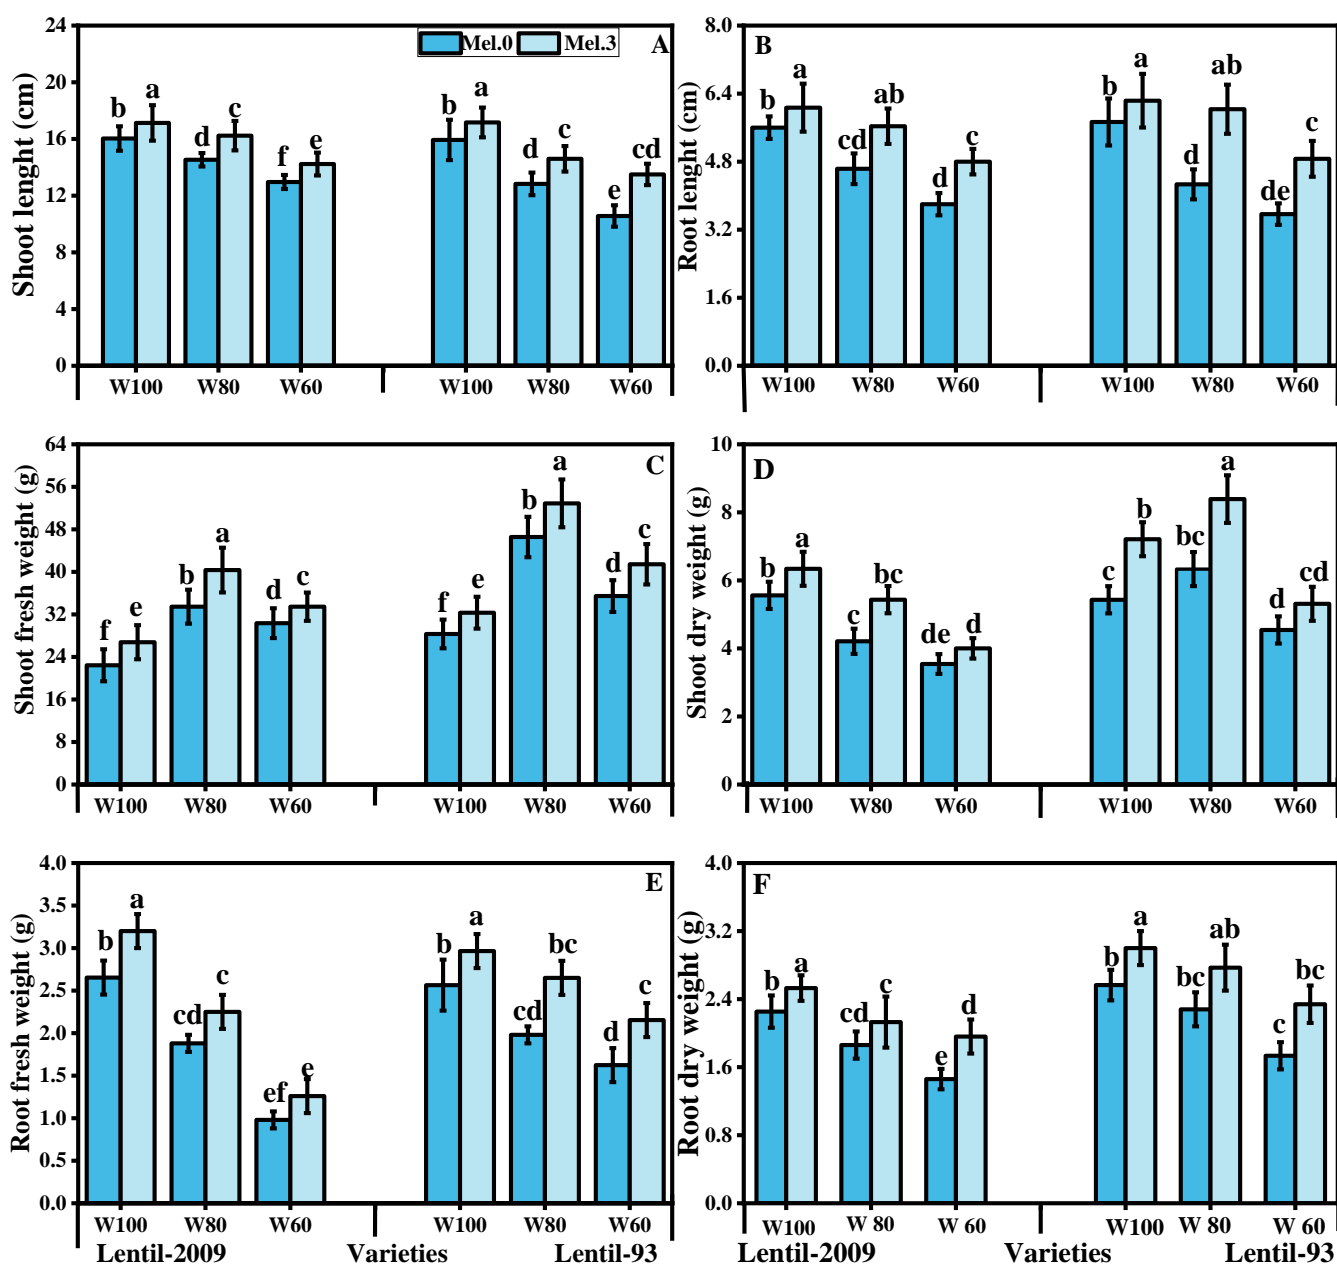 Shoot lenght (cm)
24
20
16
12
8
4
0
Mel.0 Mel.3
A
b a d c f e b a d c e cd
W100 W80 W60 W100 W80 W60
Root lenght (cm)
8.0
6.4
4.8
3.2
1.6
0.0
B
b a cd ab d c b a d ab de c
W100 W80 W60 W100 W80 W60
Shoot fresh weight (g)
64
56
48
40
32
24
16
8
0
C
f e b a d c f e b a d c
W100 W80 W60 W100 W80 W60
Shoot dry weight (g)
10
8
6
4
2
0
D
b a c bc de d c b bc a d cd
W100 W80 W60 W100 W80 W60
Root fresh weight (g)
4.0
3.5
3.0
2.5
2.0
1.5
1.0
0.5
0.0
E
b a cd c ef e b a cd bc d c
W100 W80 W60 W100 W80 W60
Lentil-2009 Varieties Lentil-93
Root dry weight (g)
4.0
3.2
2.4
1.6
0.8
0.0
F
b a cd c e d b a bc ab c bc
W100 W 80 W 60 W100 W 80 W 60
Lentil-2009 Varieties Lentil-93